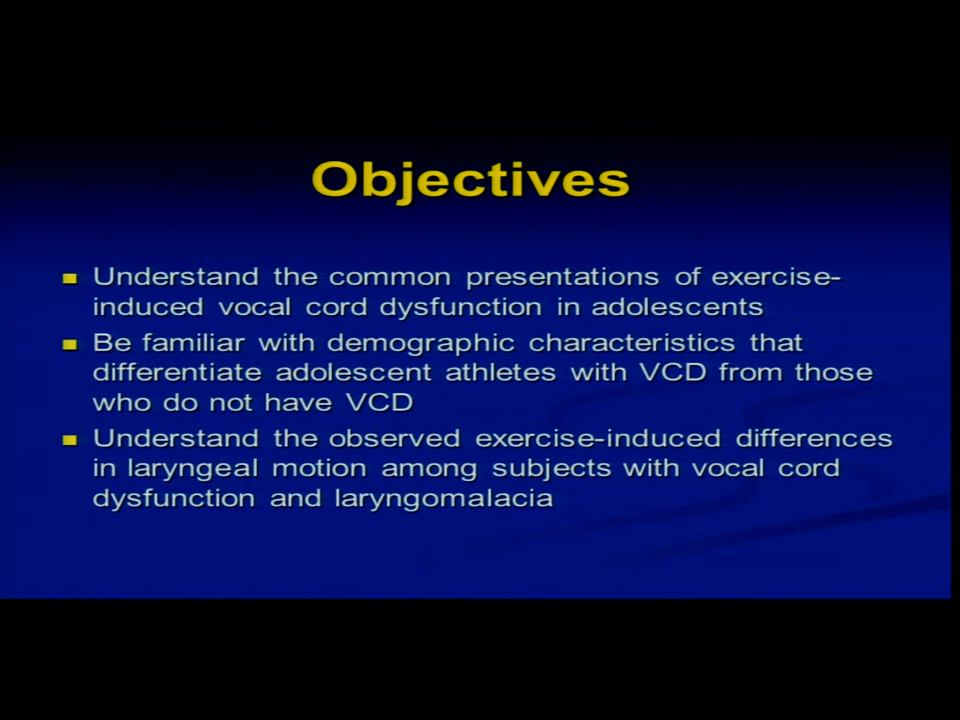 Objectives
Understand the common presentations of exercise-
induced vocal cord dysfunction in adolescents
Be familiar with demographic characteristics that
differentiate adolescent athletes with VCD from those
who do not have VCD
Understand the observed exercise-induced differences
in laryngeal motion among subjects with vocal cord
dysfunction and laryngomalacia